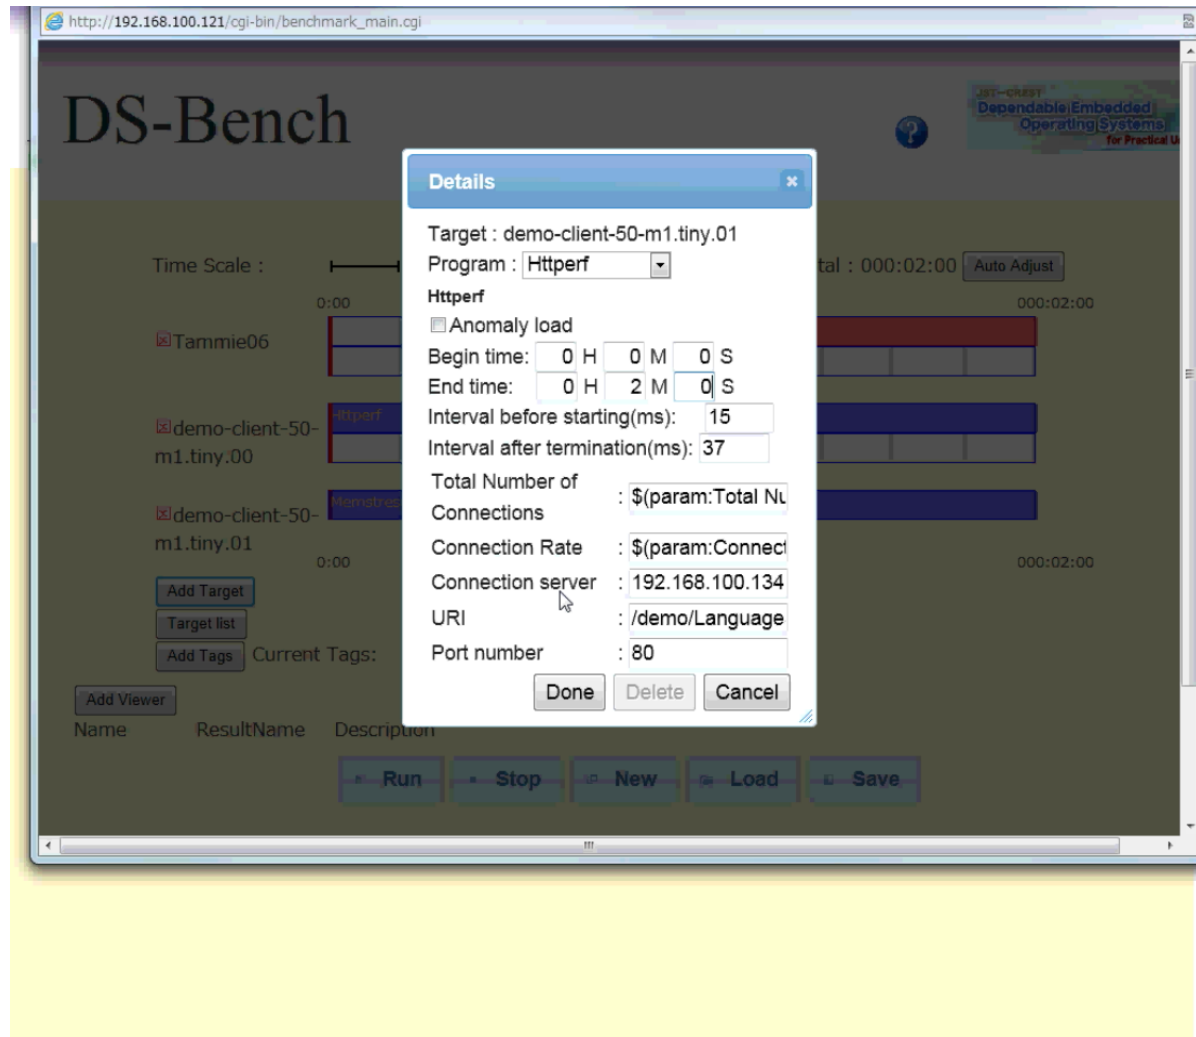 http://192.168.100.121/cgi-bin/benchmark_main.cgi
DS-Bench
?
JST-CREST
Dependable Embedded
Operating Systems
for Practical
Details
Target : demo-client-50-m1.tiny.01
Program : Httperf
Httperf
Anomaly load
Begin time: 0 H 0 M 0 S
End time: 0 H 2 M 0 S
Interval before starting(ms): 15
Interval after termination(ms): 37
Total Number of
Connections : $(param:Total Nu
Connection Rate : $(param:Connect
Connection server : 192.168.100.134
URI : /demo/Language
Port number : 80
Done Delete Cancel
Time Scale : tal : 000:02:00 Auto Adjust
0:00 000:02:00
Tammie06
Httperf
demo-client-50-
m1.tiny.00
Memstres
demo-client-50-
m1.tiny.01
0:00 000:02:00
Add Target
Target list
Add Tags Current Tags:
Add Viewer
Name ResultName Description
Run Stop New Load Save